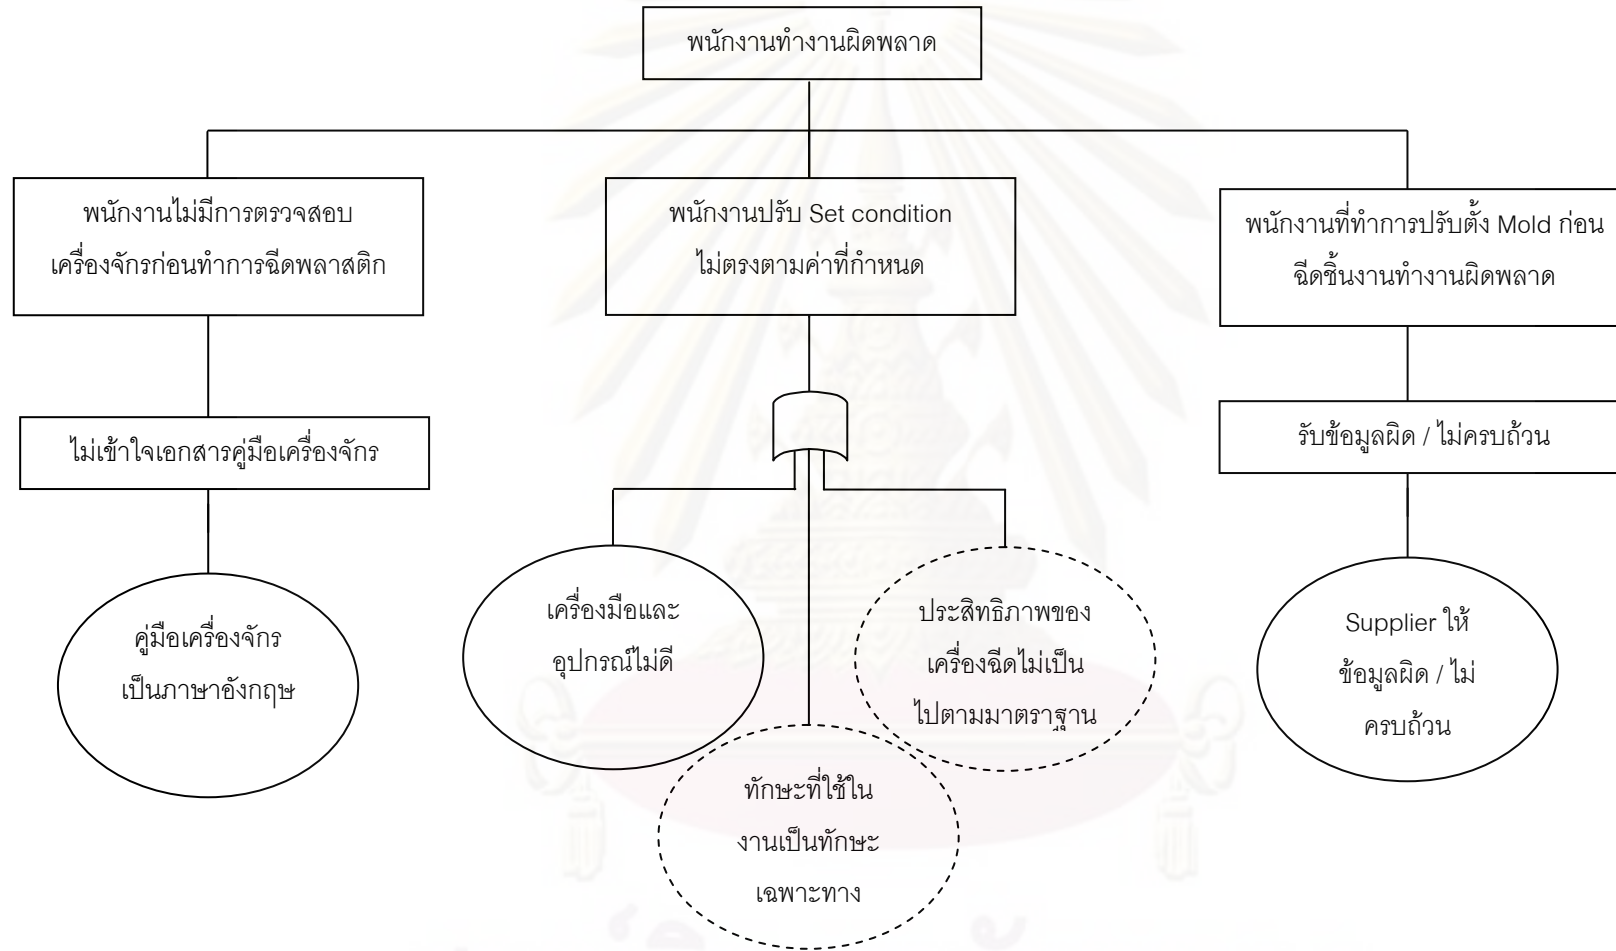 พนักงานทำงานผิดพลาด
พนักงานไม่มีการตรวจสอบ
เครื่องจักรก่อนทำการฉีดพลาสติก
พนักงานปรับ Set condition
ไม่ตรงตามค่าที่กำหนด
พนักงานที่ทำการปรับตั้ง Mold ก่อน
ฉีดชิ้นงานทำงานผิดพลาด
ไม่เข้าใจเอกสารคู่มือเครื่องจักร
รับข้อมูลผิด / ไม่ครบถ้วน
คู่มือเครื่องจักร
เป็นภาษาอังกฤษ
เครื่องมือและ
อุปกรณ์ไม่ดี
ทักษะที่ใช้ใน
งานเป็นทักษะ
เฉพาะทาง
ประสิทธิภาพของ
เครื่องฉีดไม่เป็น
ไปตามมาตราฐาน
Supplier ให้
ข้อมูลผิด / ไม่
ครบถ้วน